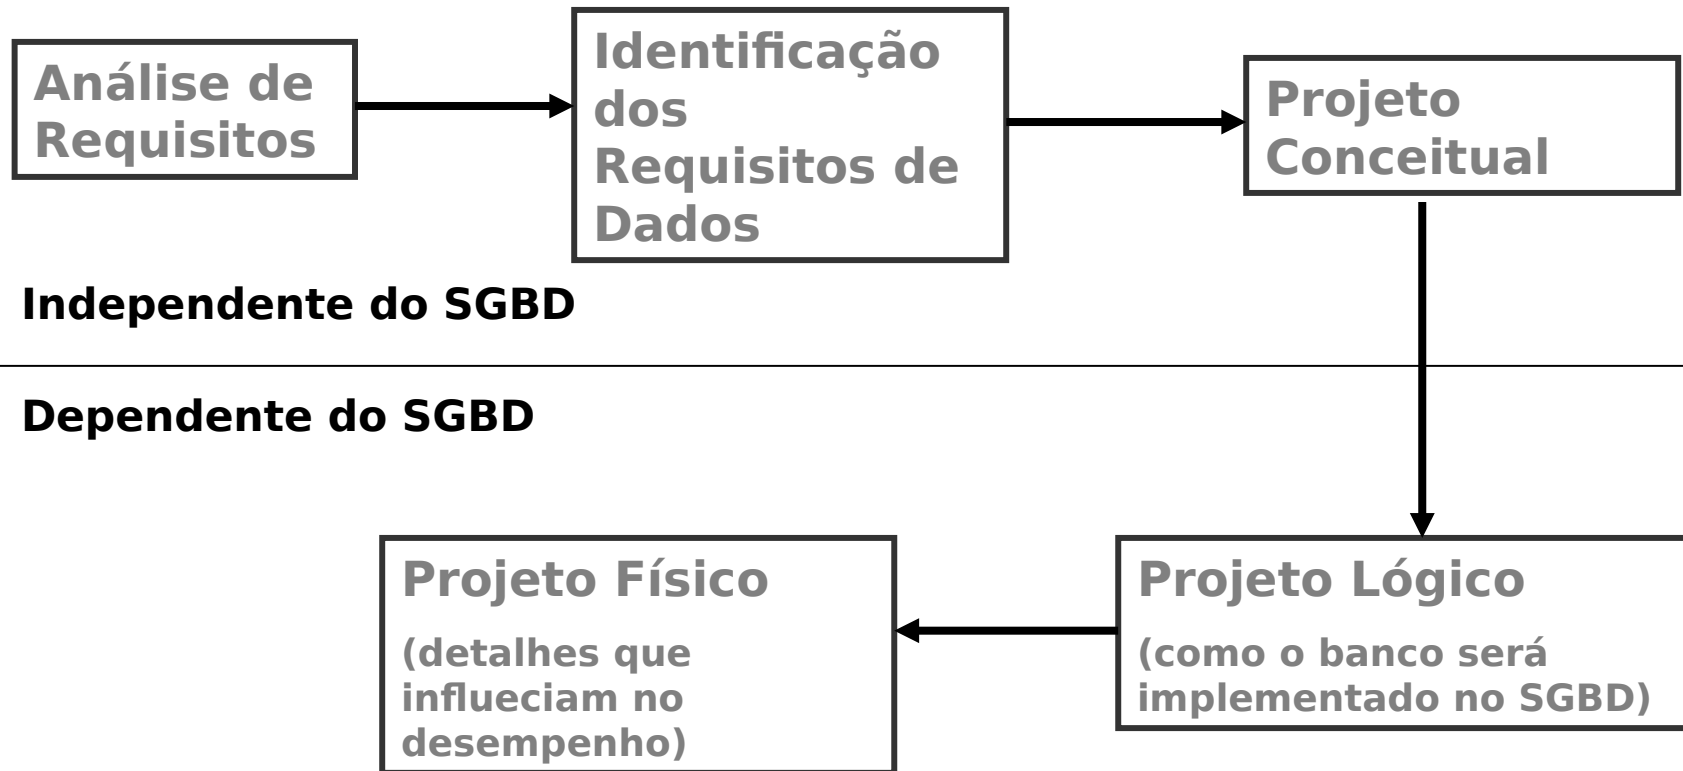 Análise de
Requisitos
Identificação
dos
Requisitos de
Dados
Projeto
Conceitual
Independente do SGBD
Dependente do SGBD
Projeto Físico
(detalhes que
influeciam no
desempenho)
Projeto Lógico
(como o banco será
implementado no SGBD)